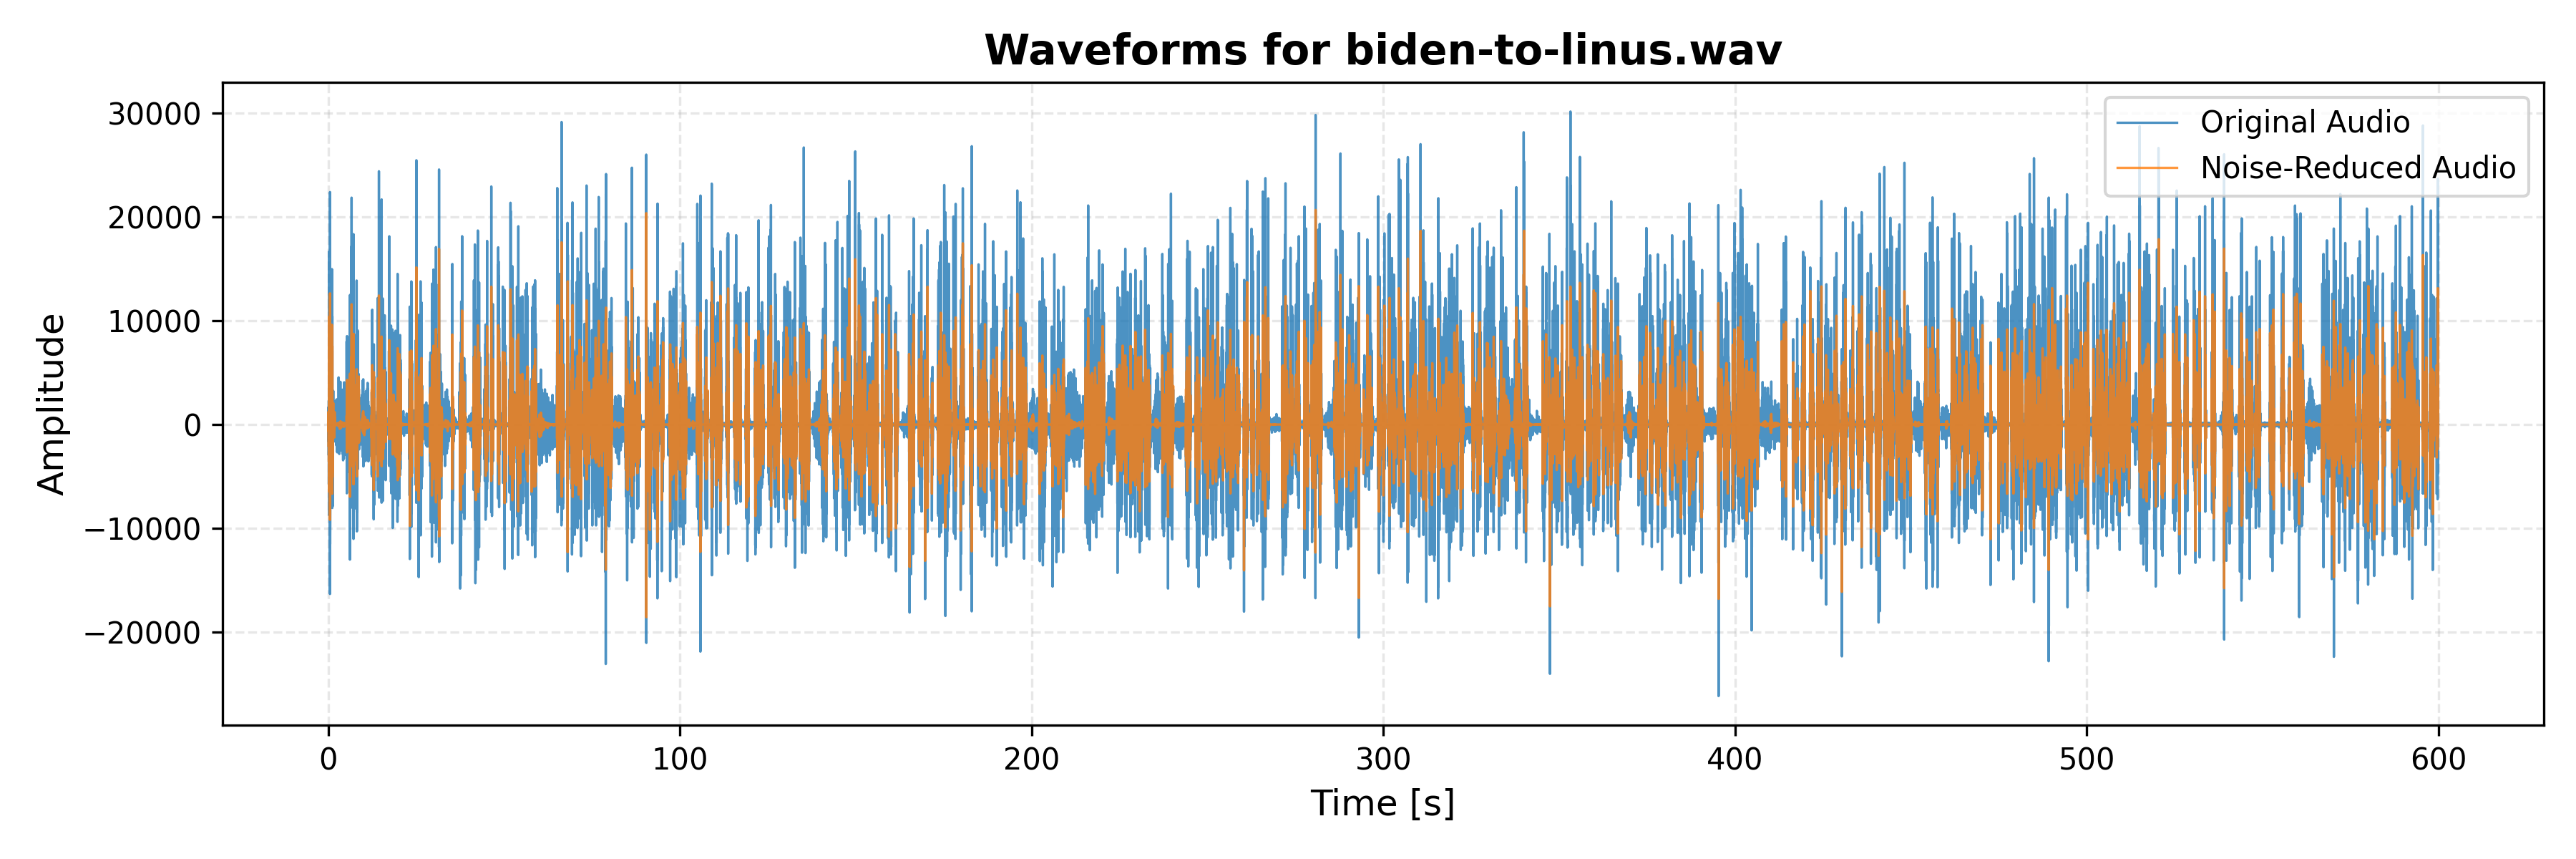 Waveforms for biden-to-linus.wav
Original Audio
Noise-Reduced Audio
30000
20000
10000
0
−10000
−20000
Amplitude
0 100 200 300 400 500 600
Time [s]